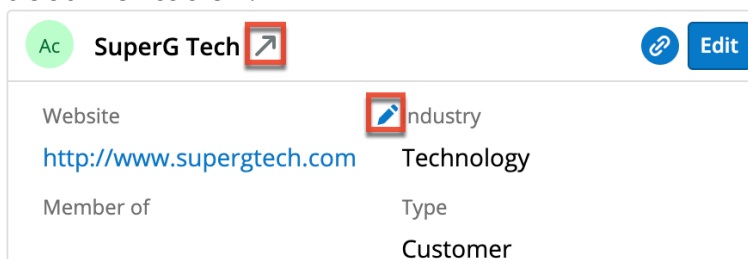 Ac SuperG Tech Edit
Website ndustry
http://www.supergtech.com Technology
Member of Type
Customer